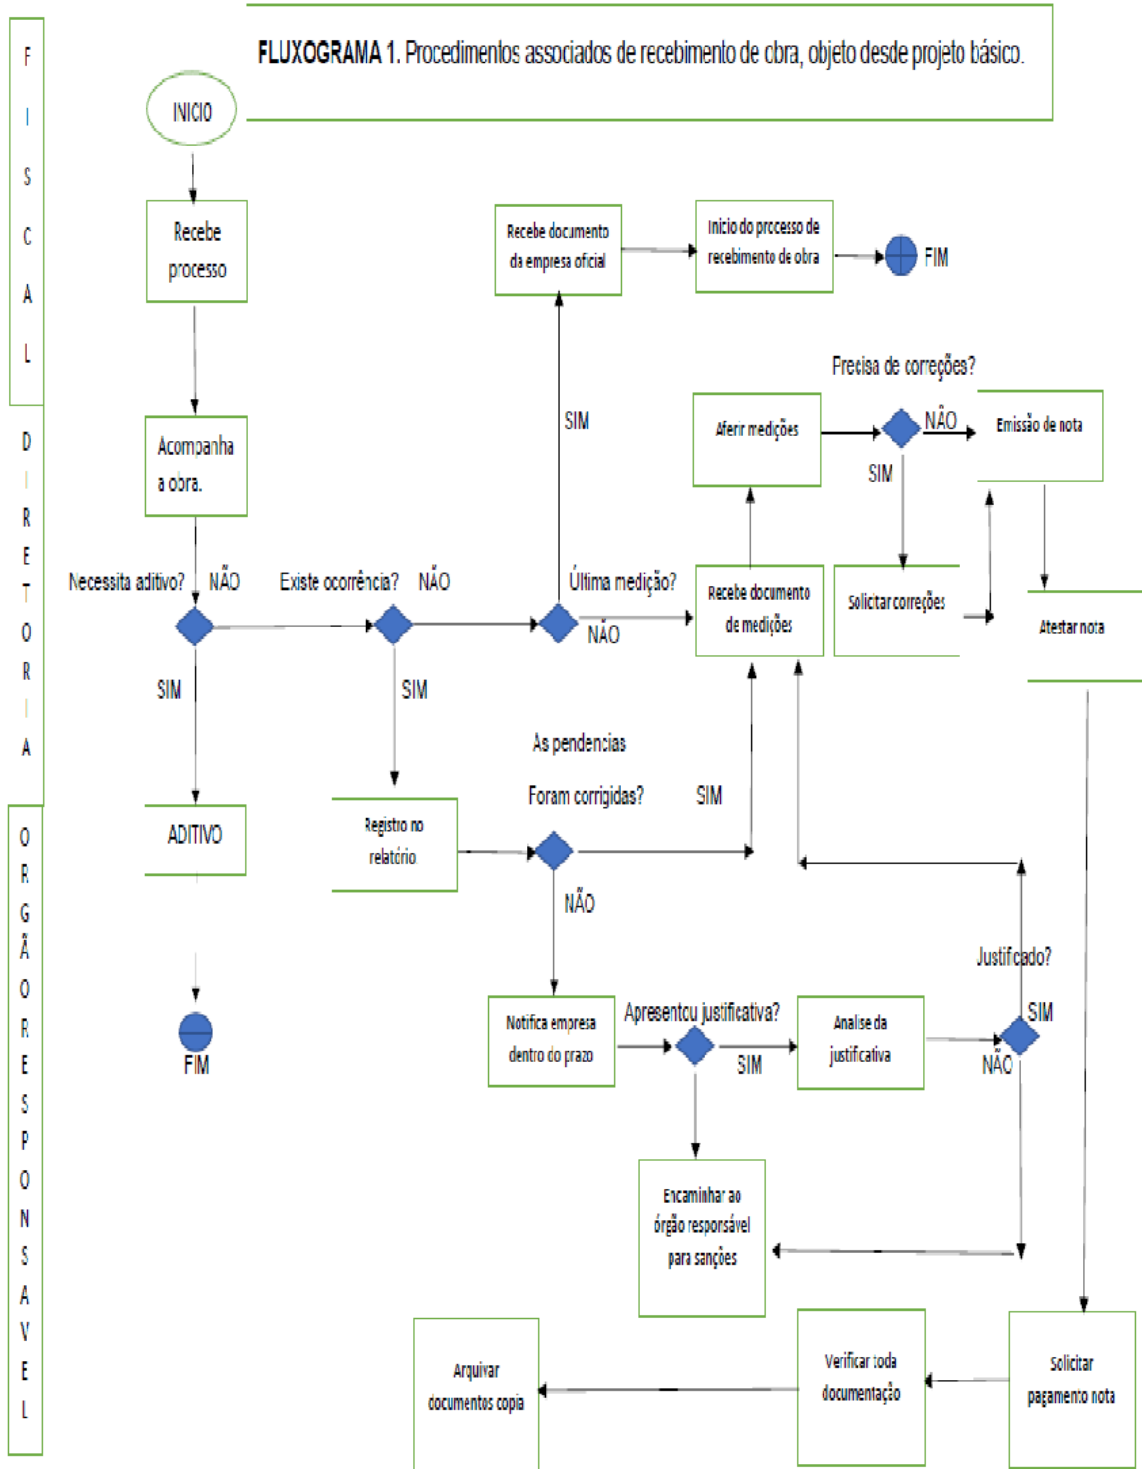 FLUXOGRAMA 1. Procedimentos associados de recebimento de obra, objeto desde projeto básico.
F
I
S
C
A
L
D
I
R
E
T
O
R
I
A
O
R
G
Ã
O
R
E
S
P
O
N
S
A
V
E
L
INICIO
Recebe
processo
Acompanha
a obra.
Necessita aditivo?
NÃO
SIM
ADITIVO
FIM
Existe ocorrência?
NÃO
SIM
Registro no
relatório.
Última medição?
SIM
NÃO
Recebe documento
da empresa oficial
Inicio do processo de
recebimento de obra
FIM
Recebe documento
de medições
Aferir medições
Precisa de correções?
NÃO
SIM
Solicitar correções
Emissão de nota
Atestar nota
As pendencias
Foram corrigidas?
SIM
NÃO
Notifica empresa
dentro do prazo
Apresentou justificativa?
SIM
Analise da
justificativa
Justificado?
SIM
NÃO
Encaminhar ao
órgão responsável
para sanções
Solicitar
pagamento nota
Verificar toda
documentação
Arquivar
documentos copia